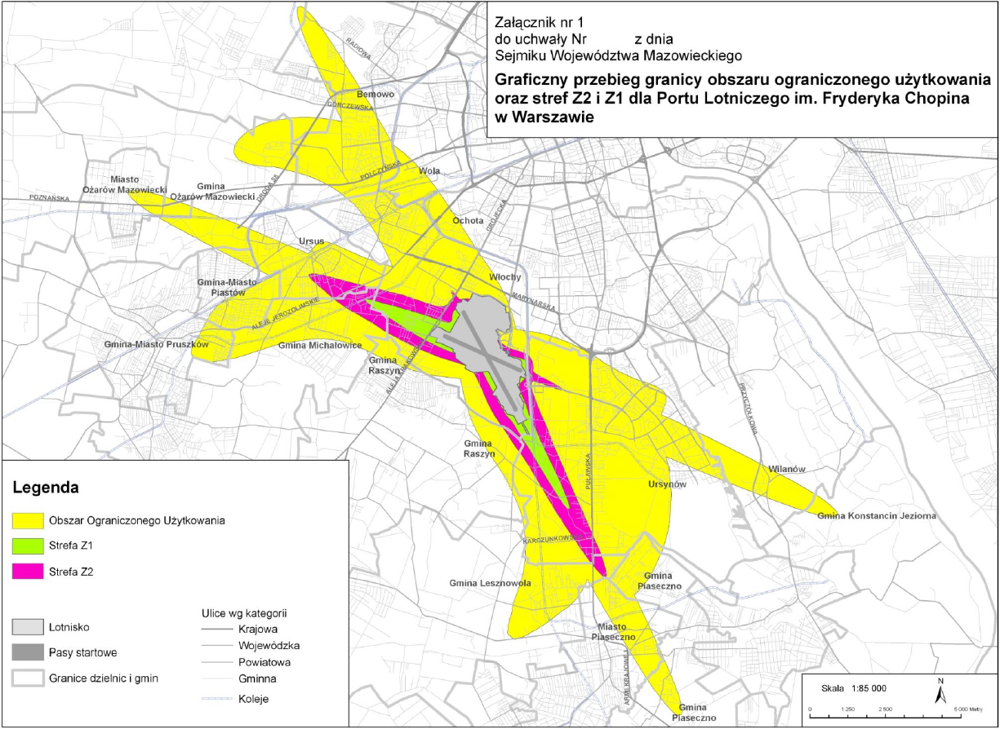 Załącznik nr 1
do uchwały Nr z dnia
Sejmiku Województwa Mazowieckiego
Graficzny przebieg granicy obszaru ograniczonego użytkowania
oraz stref Z2 i Z1 dla Portu Lotniczego im. Fryderyka Chopina
w Warszawie
RADIOWA
Bemowo
GÓRCZEWSKA
POŁCZYŃSKA
Wola
Miasto
Ożarów Mazowiecki
Gmina
Ożarów Mazowiecki
DROGA S8
POZNAŃSKA
Ochota
GRÓJECKA
Ursus
Włochy
Gmina-Miasto
Piastów
MARYNARSKA
ALEJE JEROZOLIMSKIE
Gmina-Miasto Pruszków
Gmina Michałowice
Gmina
Raszyn
ALEJA KRAKOWSKA
PRZYCZÓŁKOWA
Gmina
Raszyn
PUŁAWSKA
Wilanów
Ursynów
Gmina Konstancin Jeziorna
KARCZUNKOWSKA
Gmina Lesznowola
Gmina
Piaseczno
Miasto
Piaseczno
ARMII KRAJOWEJ
Gmina
Piaseczno
Legenda
Obszar Ograniczonego Użytkowania
Strefa Z1
Strefa Z2
Lotnisko
Pasy startowe
Granice dzielnic i gmin
Ulice wg kategorii
Krajowa
Wojewódzka
Powiatowa
Gminna
Koleje
Skala 1:85 000
N
0 1 250 2 500 5 000 Metry